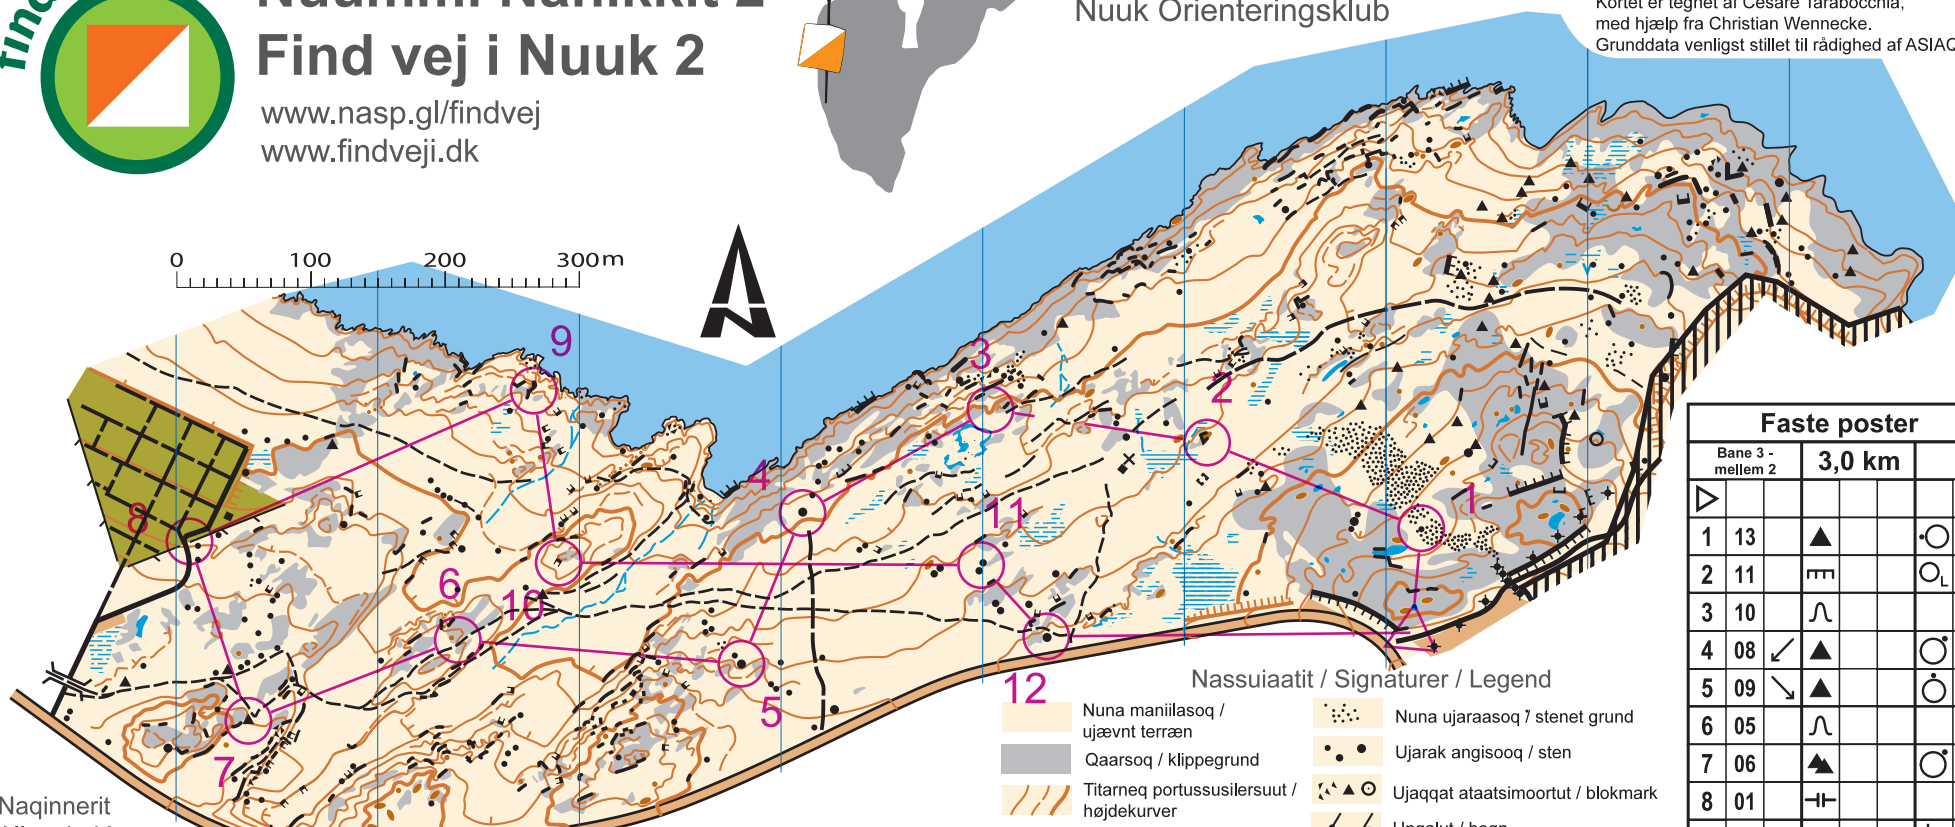 find
Find vej i Nuuk 2
www.nasp.gl/findvej
www.findveji.dk
Nuuk Orienteringsklub
med hjælp fra Christian Wennecke.
Grunddata venligst stillet til rådighed af ASIAQ
0 100 200 300m
N
9
3
2
4
8
11
1
6
10
5
12
7
Faste poster
Bane 3 - mellem 2 3,0 km
1 13
2 11
3 10
4 08
5 09
6 05
7 06
8 01
Nassuiaatit / Signaturer / Legend
Nuna maniilasoq /
ujævnt terræn
Qaarsoq / klippegrund
Titarneq portussusilersuut /
højdekurver
Nuna ujaraasoq / stenet grund
Ujarak angisooq / sten
Ujaqqat ataatsimoortut / blokmark
Naqinnerit